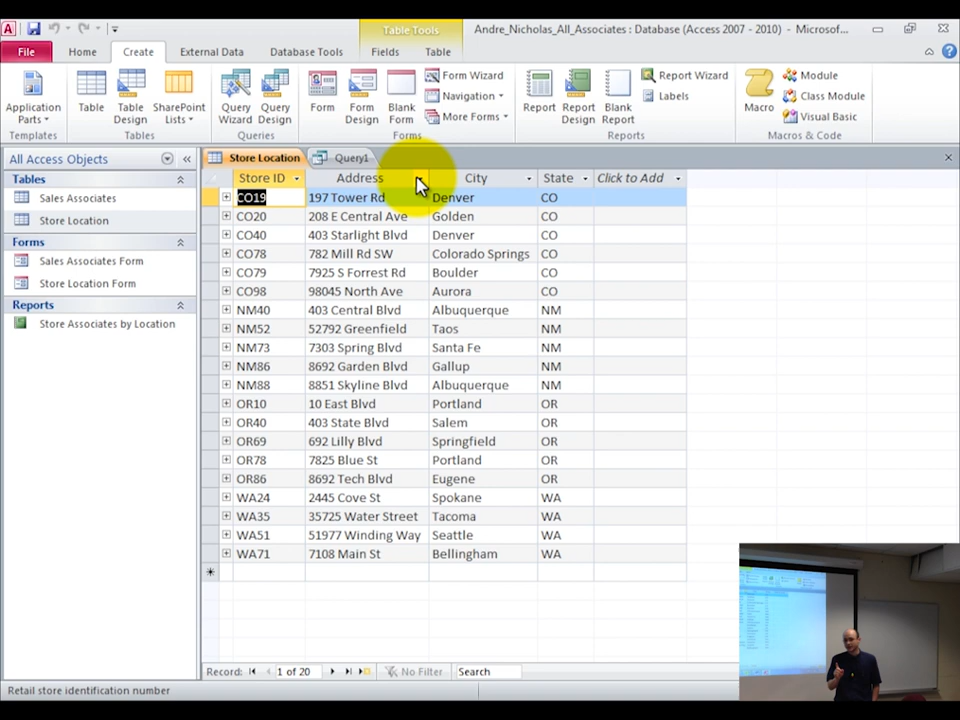 Table Tools
Andre_Nicholas_All_Associates : Database (Access 2007 - 2010) - Microsof...
File Home Create External Data Database Tools Fields Table
Application Parts Table Table Design SharePoint Lists Query Wizard Query Design Form Form Design Blank Form Form Wizard Navigation More Forms Report Report Design Blank Report Report Wizard Labels Macro Module Class Module Visual Basic
Templates Tables Queries Forms Reports Macros & Code
All Access Objects
Tables
Sales Associates
Store Location
Forms
Sales Associates Form
Store Location Form
Reports
Store Associates by Location
Store Location Query1
Store ID Address City State Click to Add
CO19 197 Tower Rd Denver CO
CO20 208 E Central Ave Golden CO
CO40 403 Starlight Blvd Denver CO
CO78 782 Mill Rd SW Colorado Springs CO
CO79 7925 S Forrest Rd Boulder CO
CO98 98045 North Ave Aurora CO
NM40 403 Central Blvd Albuquerque NM
NM52 52792 Greenfield Taos NM
NM73 7303 Spring Blvd Santa Fe NM
NM86 8692 Garden Blvd Gallup NM
NM88 8851 Skyline Blvd Albuquerque NM
OR10 10 East Blvd Portland OR
OR40 403 State Blvd Salem OR
OR69 692 Lilly Blvd Springfield OR
OR78 7825 Blue St Portland OR
OR86 8692 Tech Blvd Eugene OR
WA24 2445 Cove St Spokane WA
WA35 35725 Water Street Tacoma WA
WA51 51977 Winding Way Seattle WA
WA71 7108 Main St Bellingham WA
Record: 1 of 20 No Filter Search
Retail store identification number